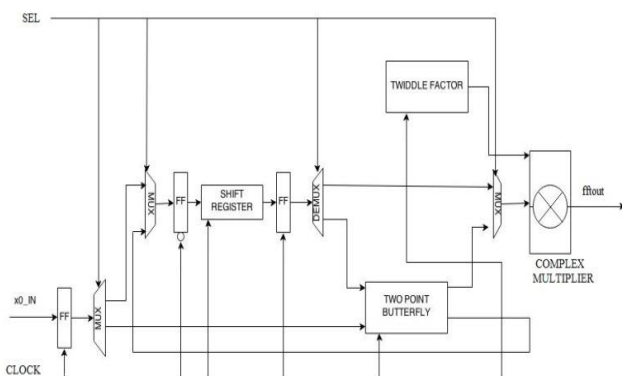 SEL
TWIDDLE FACTOR
MUX
FF
SHIFT
REGISTER
FF
DEMUX
MUX
fftout
COMPLEX
MULTIPLIER
x0_IN
FF
MUX
TWO POINT
BUTTERFLY
CLOCK